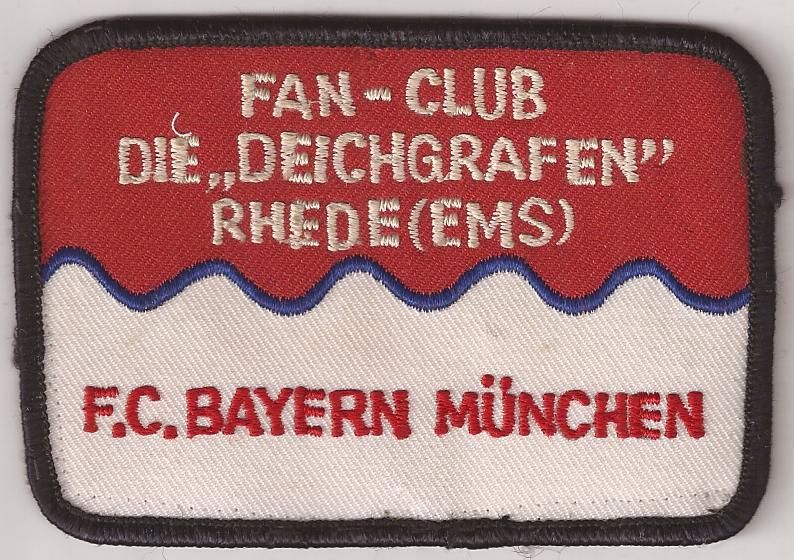 FAN-CLUB
DIE „DEICHGRAFEN”
RHEDE(EMS)
F.C. BAYERN MÜNCHEN